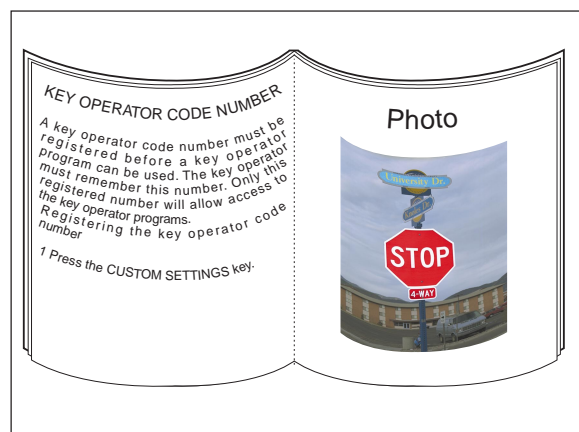 KEY OPERATOR CODE NUMBER
A key operator code number must be
registered before a key operator
program can be used. The key operator
must remember this number. Only this
registered number will allow access to
the key operator programs.
Registering the key operator code
number
1 Press the CUSTOM SETTINGS key.
Photo
University Dr.
STOP
4-WAY